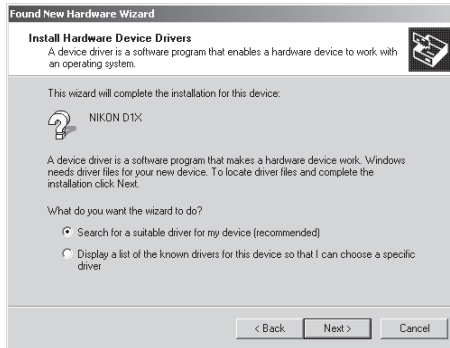 Found New Hardware Wizard
Install Hardware Device Drivers
A device driver is a software program that enables a hardware device to work with
an operating system.
This wizard will complete the installation for this device:
NIKON D1X
A device driver is a software program that makes a hardware device work. Windows
needs driver files for your new device. To locate driver files and complete the
installation click Next.
What do you want the wizard to do?
Search for a suitable driver for my device (recommended)
Display a list of the known drivers for this device so that I can choose a specific
driver
< Back Next > Cancel